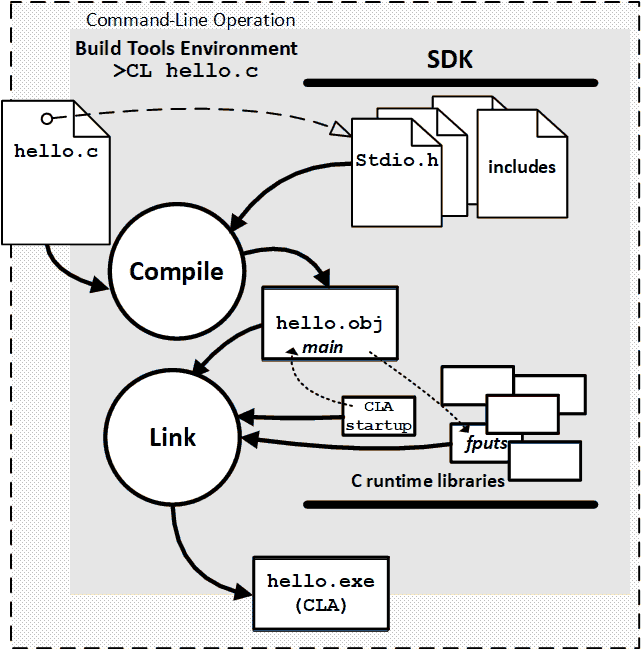 Command-Line Operation
Build Tools Environment
>CL hello.c
SDK
hello.c
Stdio.h
includes
Compile
hello.obj
main
CLA
startup
Link
fputs
C runtime libraries
hello.exe
(CLA)